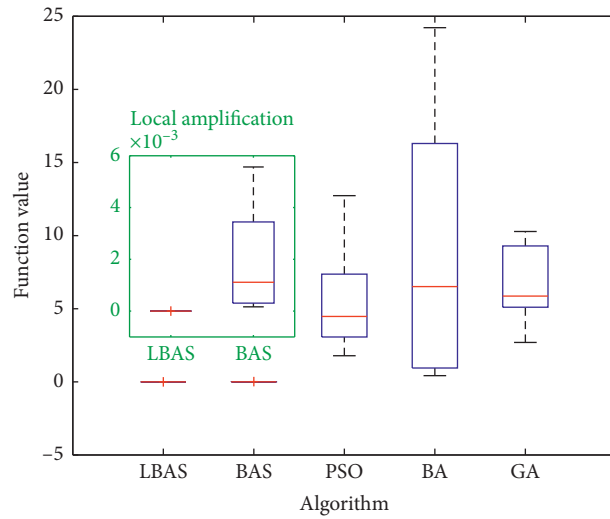 25
20
15
10
5
0
−5
Function value
Local amplification
×10−3
6
4
2
0
LBAS BAS
LBAS BAS PSO BA GA
Algorithm